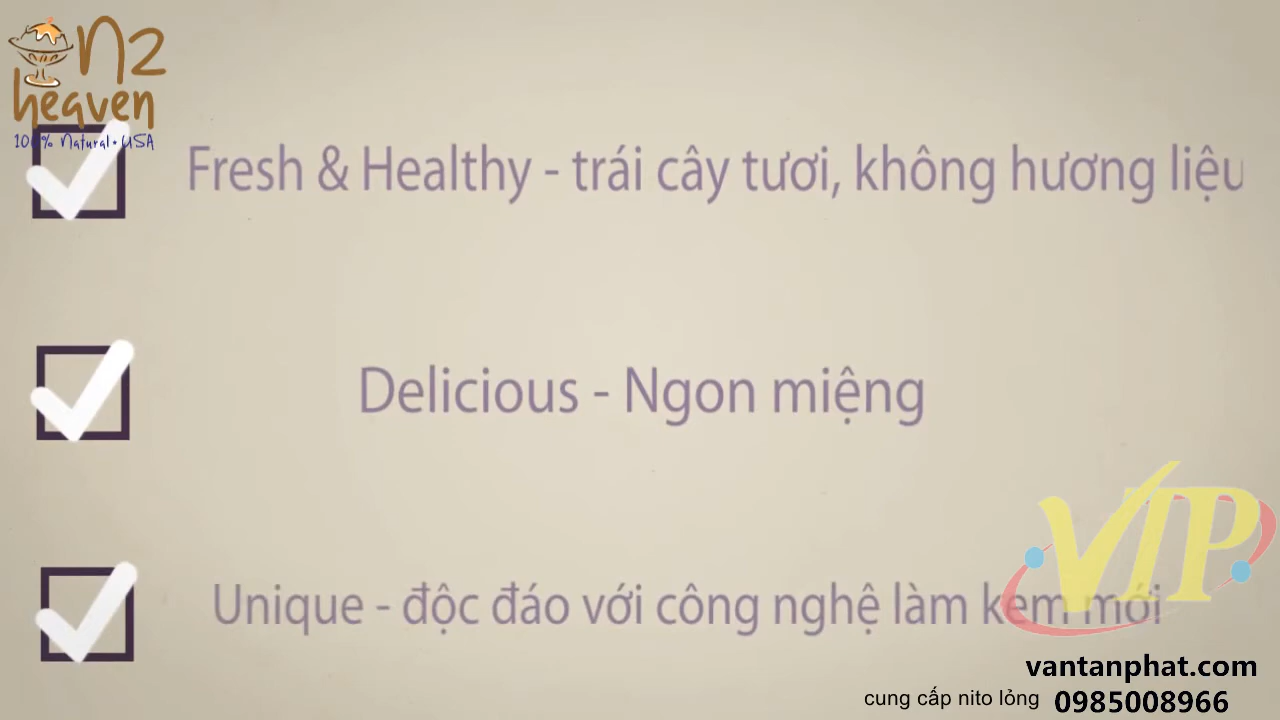 n2
heaven
100% Natural - USA
Fresh & Healthy - trái cây tươi, không hương liệu
Delicious - Ngon miệng
Unique - độc đáo với công nghệ làm kem mới
VIP
vantanphat.com
cung cấp nito lỏng 0985008966